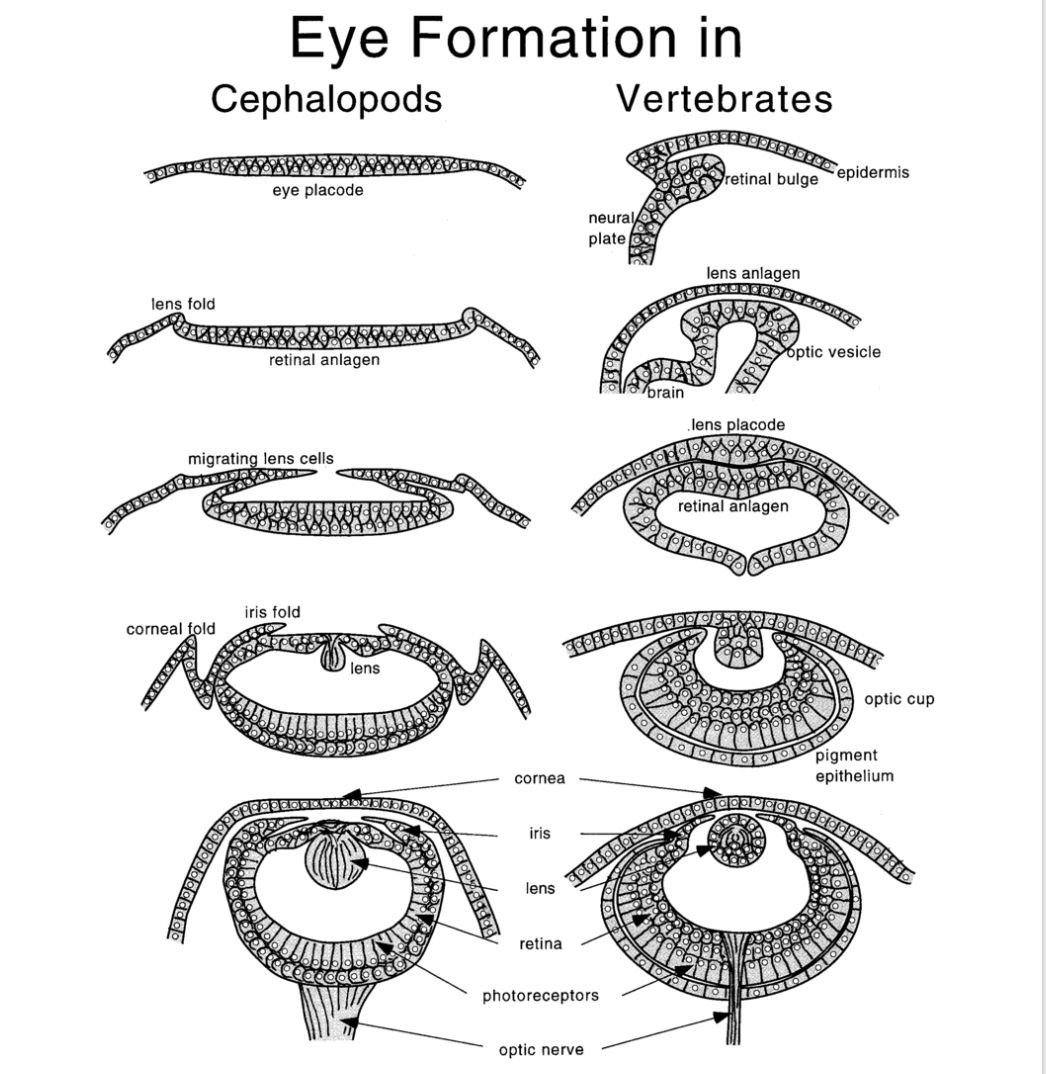 Eye Formation in
Cephalopods
Vertebrates
eye placode
epidermis
retinal bulge
neural
plate
lens fold
retinal anlagen
lens anlagen
optic vesicle
brain
migrating lens cells
lens placode
retinal anlagen
iris fold
corneal fold
lens
optic cup
pigment
epithelium
cornea
iris
lens
retina
photoreceptors
optic nerve